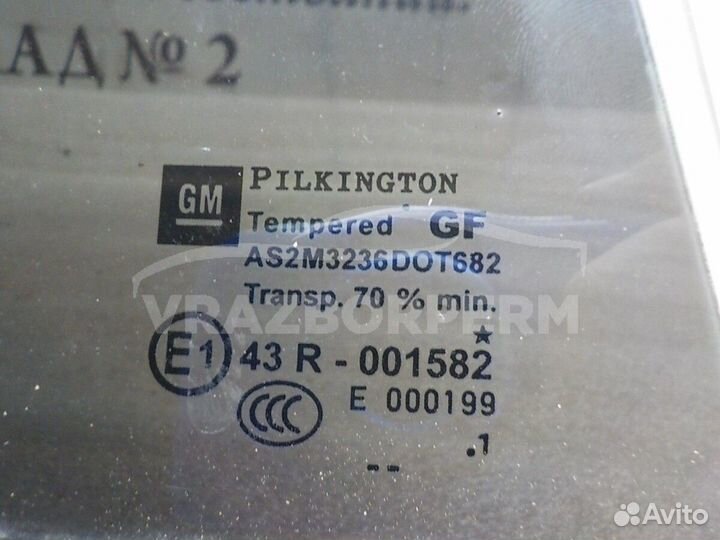 АД № 2
GM PILKINGTON
Tempered GF
AS2M3236DOT682
Transp. 70 % min.
VRAZBORPERM
E1 43 R - 001582
CCC E 000199
.1
--
Avito